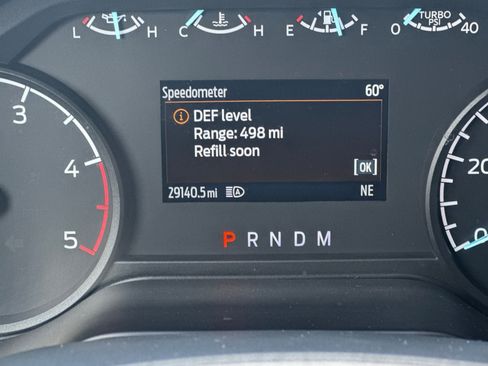 L H C H E F 0 TURBO PSI 40
Speedometer 60°
DEF level
Range: 498 mi
Refill soon
[OK]
29140.5 mi NE
P R N D M
3
4
5
20
0